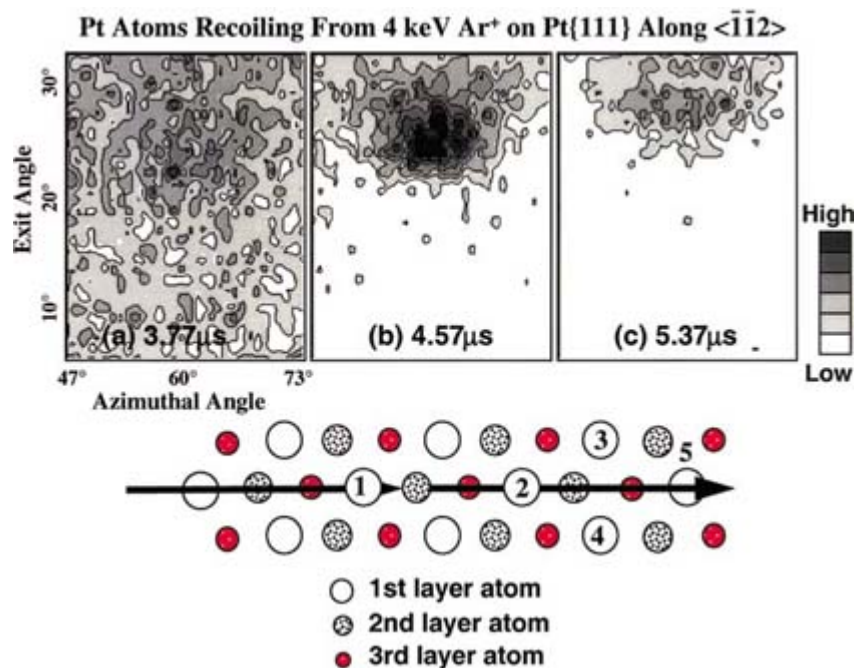 Pt Atoms Recoiling From 4 keV Ar⁺ on Pt{111} Along <1̅1̅2>
30°
20°
10°
Exit Angle
(a) 3.77μs
(b) 4.57μs
(c) 5.37μs
High
Low
47°
60°
73°
Azimuthal Angle
3
5
1
2
4
1st layer atom
2nd layer atom
3rd layer atom